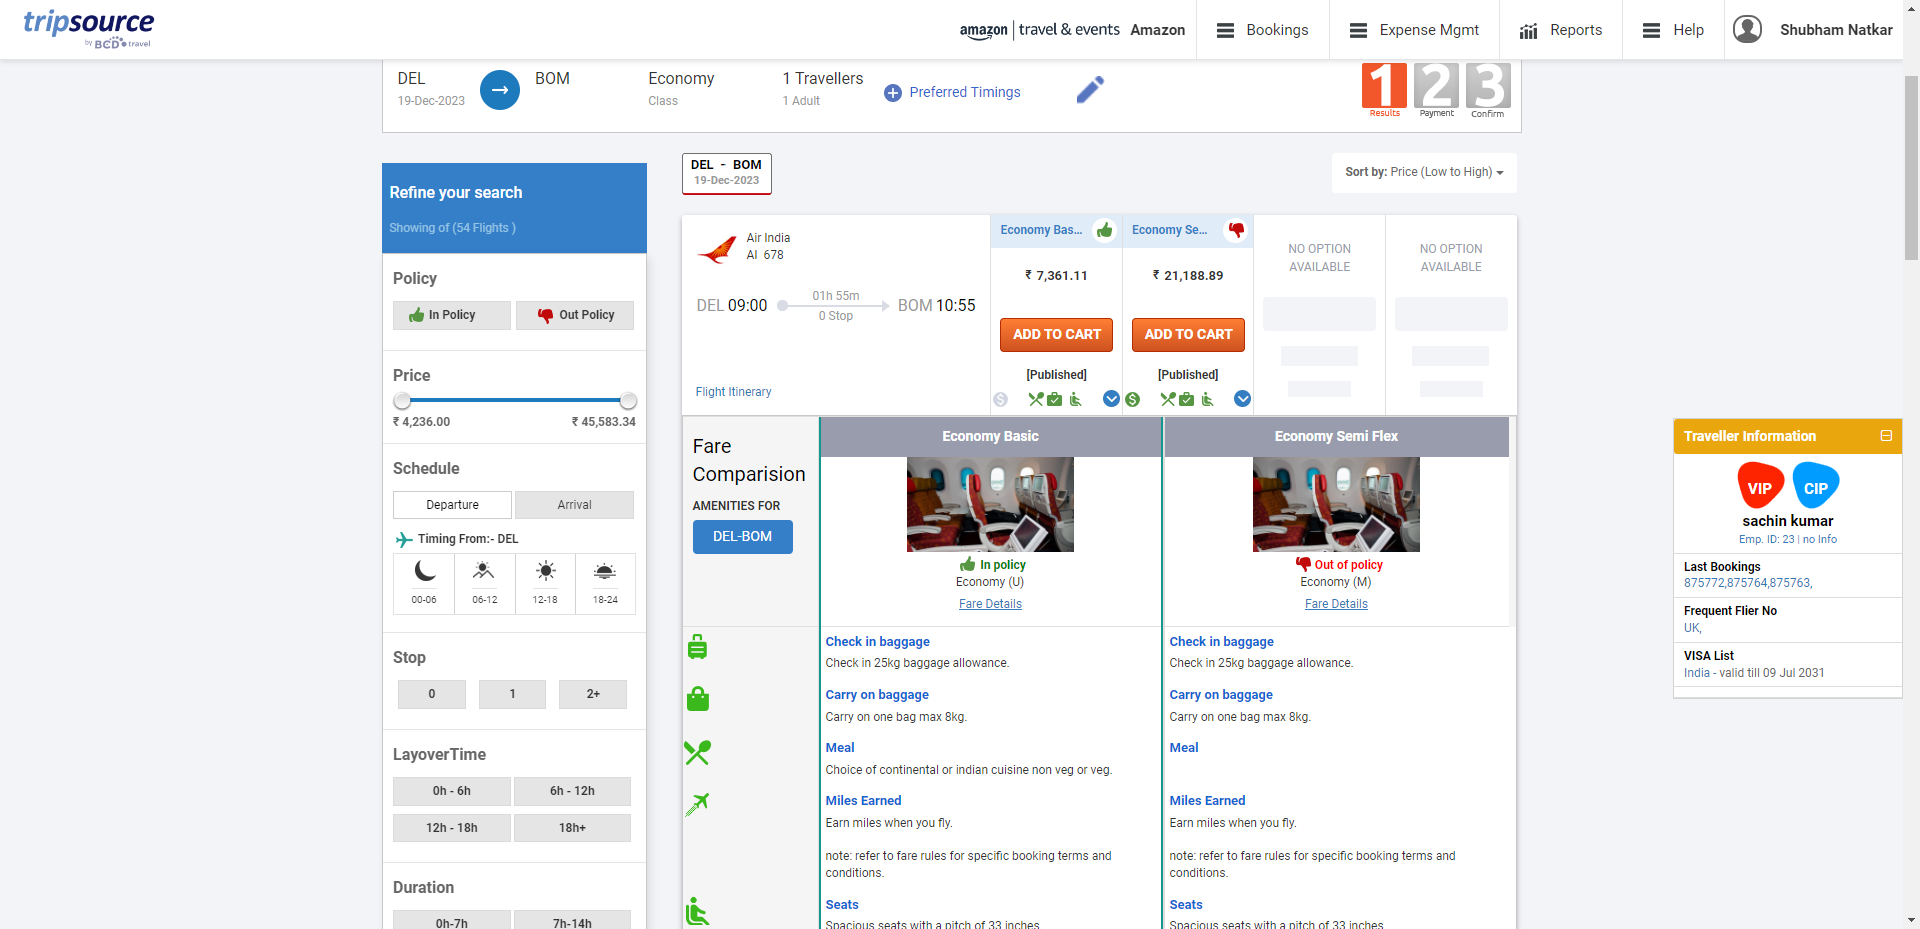 tripsource
by BCD travel
amazon | travel & events Amazon
Bookings
Expense Mgmt
Reports
Help
Shubham Natkar
DEL
19-Dec-2023
BOM
Economy
Class
1 Travellers
1 Adult
Preferred Timings
1
Results
2
Payment
3
Confirm
Refine your search
Showing of (54 Flights )
Policy
In Policy
Out Policy
Price
₹ 4,236.00
₹ 45,583.34
Schedule
Departure
Arrival
Timing From:- DEL
00-06
06-12
12-18
18-24
Stop
0
1
2+
LayoverTime
0h - 6h
6h - 12h
12h - 18h
18h+
Duration
0h-7h
7h-14h
DEL - BOM
19-Dec-2023
Sort by: Price (Low to High)
Air India
AI 678
DEL 09:00
01h 55m
0 Stop
BOM 10:55
Flight Itinerary
Economy Bas...
₹ 7,361.11
ADD TO CART
[Published]
Economy Se...
₹ 21,188.89
ADD TO CART
[Published]
NO OPTION
AVAILABLE
NO OPTION
AVAILABLE
Fare
Comparision
AMENITIES FOR
DEL-BOM
Economy Basic
In policy
Economy (U)
Fare Details
Check in baggage
Check in 25kg baggage allowance.
Carry on baggage
Carry on one bag max 8kg.
Meal
Choice of continental or indian cuisine non veg or veg.
Miles Earned
Earn miles when you fly.
note: refer to fare rules for specific booking terms and
conditions.
Seats
Spacious seats with a pitch of 33 inches
Economy Semi Flex
Out of policy
Economy (M)
Fare Details
Check in baggage
Check in 25kg baggage allowance.
Carry on baggage
Carry on one bag max 8kg.
Meal
Miles Earned
Earn miles when you fly.
note: refer to fare rules for specific booking terms and
conditions.
Seats
Spacious seats with a pitch of 33 inches
Traveller Information
VIP
CIP
sachin kumar
Emp. ID: 23 | no Info
Last Bookings
875772,875764,875763,
Frequent Flier No
UK,
VISA List
India - valid till 09 Jul 2031